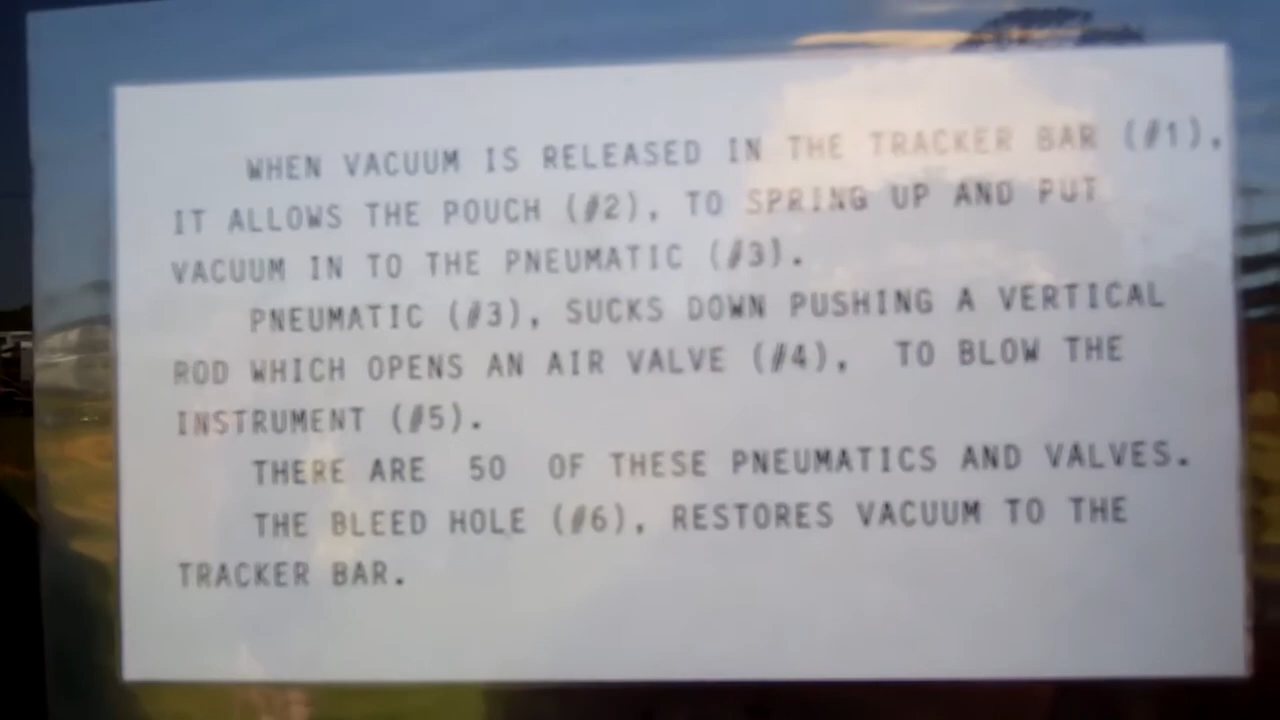 WHEN VACUUM IS RELEASED IN THE TRACKER BAR (#1),
IT ALLOWS THE POUCH (#2), TO SPRING UP AND PUT
VACUUM IN TO THE PNEUMATIC (#3).
PNEUMATIC (#3), SUCKS DOWN PUSHING A VERTICAL
ROD WHICH OPENS AN AIR VALVE (#4), TO BLOW THE
INSTRUMENT (#5).
THERE ARE 50 OF THESE PNEUMATICS AND VALVES.
THE BLEED HOLE (#6), RESTORES VACUUM TO THE
TRACKER BAR.